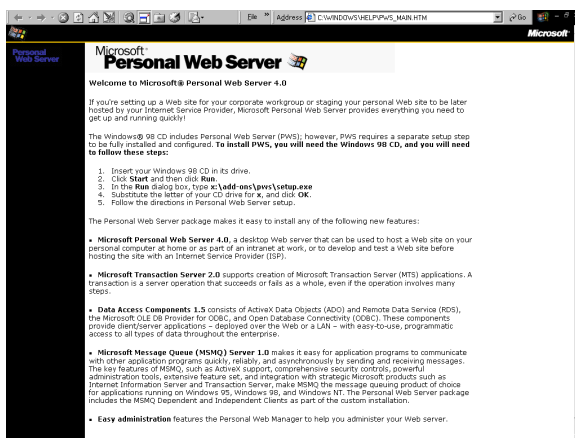 File » Address C:\WINDOWS\HELP\PWS_MAIN.HTM Go
Microsoft
Personal
Web Server
Microsoft
Personal Web Server
Welcome to Microsoft® Personal Web Server 4.0
If you're setting up a Web site for your corporate workgroup or staging your personal Web site to be later
hosted by your Internet Service Provider, Microsoft Personal Web Server provides everything you need to
get up and running quickly!
The Windows® 98 CD includes Personal Web Server (PWS); however, PWS requires a separate setup step
to be fully installed and configured. To install PWS, you will need the Windows 98 CD, and you will need
to follow these steps:
1. Insert your Windows 98 CD in its drive.
2. Click Start and then click Run.
3. In the Run dialog box, type x:\add-ons\pws\setup.exe
4. Substitute the letter of your CD drive for x, and click OK.
5. Follow the directions in Personal Web Server setup.
The Personal Web Server package makes it easy to install any of the following new features:
▪ Microsoft Personal Web Server 4.0, a desktop Web server that can be used to host a Web site on your
personal computer at home or as part of an intranet at work, or to develop and test a Web site before
hosting the site with an Internet Service Provider (ISP).
▪ Microsoft Transaction Server 2.0 supports creation of Microsoft Transaction Server (MTS) applications. A
transaction is a server operation that succeeds or fails as a whole, even if the operation involves many
steps.
▪ Data Access Components 1.5 consists of ActiveX Data Objects (ADO) and Remote Data Service (RDS),
the Microsoft OLE DB Provider for ODBC, and Open Database Connectivity (ODBC). These components
provide client/server applications – deployed over the Web or a LAN – with easy-to-use, programmatic
access to all types of data throughout the enterprise.
▪ Microsoft Message Queue (MSMQ) Server 1.0 makes it easy for application programs to communicate
with other application programs quickly, reliably, and asynchronously by sending and receiving messages.
The key features of MSMQ, such as ActiveX support, comprehensive security controls, powerful
administration tools, extensive feature set, and integration with strategic Microsoft products such as
Internet Information Server and Transaction Server, make MSMQ the message queuing product of choice
for applications running on Windows 95, Windows 98, and Windows NT. The Personal Web Server package
includes the MSMQ Dependent and Independent Clients as part of the custom installation.
▪ Easy administration features the Personal Web Manager to help you administer your Web server.